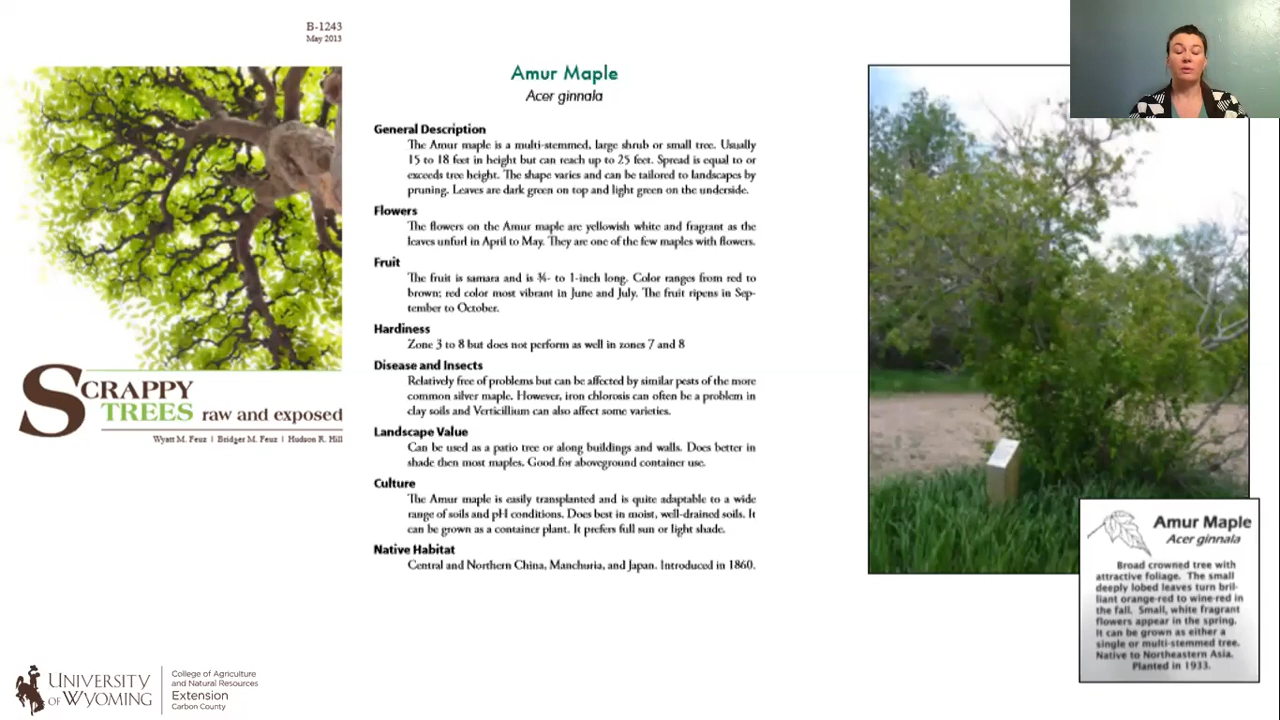 B-1243
May 2013
SCRAPPY
TREES raw and exposed
Wyatt M. Feuz | Bridger M. Feuz | Hudson R. Hill
Amur Maple
Acer ginnala
General Description
The Amur maple is a multi-stemmed, large shrub or small tree. Usually
15 to 18 feet in height but can reach up to 25 feet. Spread is equal to or
exceeds tree height. The shape varies and can be tailored to landscapes by
pruning. Leaves are dark green on top and light green on the underside.
Flowers
The flowers on the Amur maple are yellowish white and fragrant as the
leaves unfurl in April to May. They are one of the few maples with flowers.
Fruit
The fruit is samara and is ¾- to 1-inch long. Color ranges from red to
brown; red color most vibrant in June and July. The fruit ripens in Sep-
tember to October.
Hardiness
Zone 3 to 8 but does not perform as well in zones 7 and 8
Disease and Insects
Relatively free of problems but can be affected by similar pests of the more
common silver maple. However, iron chlorosis can often be a problem in
clay soils and Verticillium can also affect some varieties.
Landscape Value
Can be used as a patio tree or along buildings and walls. Does better in
shade then most maples. Good for aboveground container use.
Culture
The Amur maple is easily transplanted and is quite adaptable to a wide
range of soils and pH conditions. Does best in moist, well-drained soils. It
can be grown as a container plant. It prefers full sun or light shade.
Native Habitat
Central and Northern China, Manchuria, and Japan. Introduced in 1860.
Amur Maple
Acer ginnala
Broad crowned tree with
attractive foliage. The small
deeply lobed leaves turn bril-
liant orange-red to wine-red in
the fall. Small, white fragrant
flowers appear in the spring.
It can be grown as either a
single or multi-stemmed tree.
Native to Northeastern Asia.
Planted in 1933.
UNIVERSITY
OF WYOMING
College of Agriculture
and Natural Resources
Extension
Carbon County